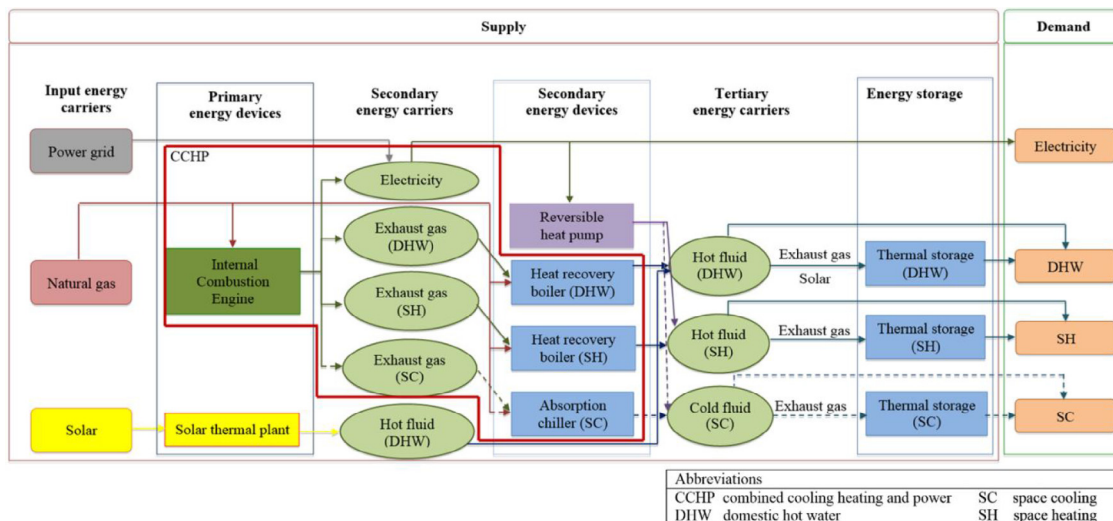 Supply
Demand
Input energy
carriers
Primary
energy devices
Secondary
energy carriers
Secondary
energy devices
Tertiary
energy carriers
Energy storage
Power grid
CCHP
Electricity
Electricity
Exhaust gas
(DHW)
Reversible
heat pump
Natural gas
Internal
Combustion
Engine
Heat recovery
boiler (DHW)
Hot fluid
(DHW)
Exhaust gas
Solar
Thermal storage
(DHW)
DHW
Exhaust gas
(SH)
Heat recovery
boiler (SH)
Hot fluid
(SH)
Exhaust gas
Thermal storage
(SH)
SH
Exhaust gas
(SC)
Absorption
chiller (SC)
Cold fluid
(SC)
Exhaust gas
Thermal storage
(SC)
SC
Solar
Solar thermal plant
Hot fluid
(DHW)
Abbreviations
CCHP combined cooling heating and power SC space cooling
DHW domestic hot water SH space heating